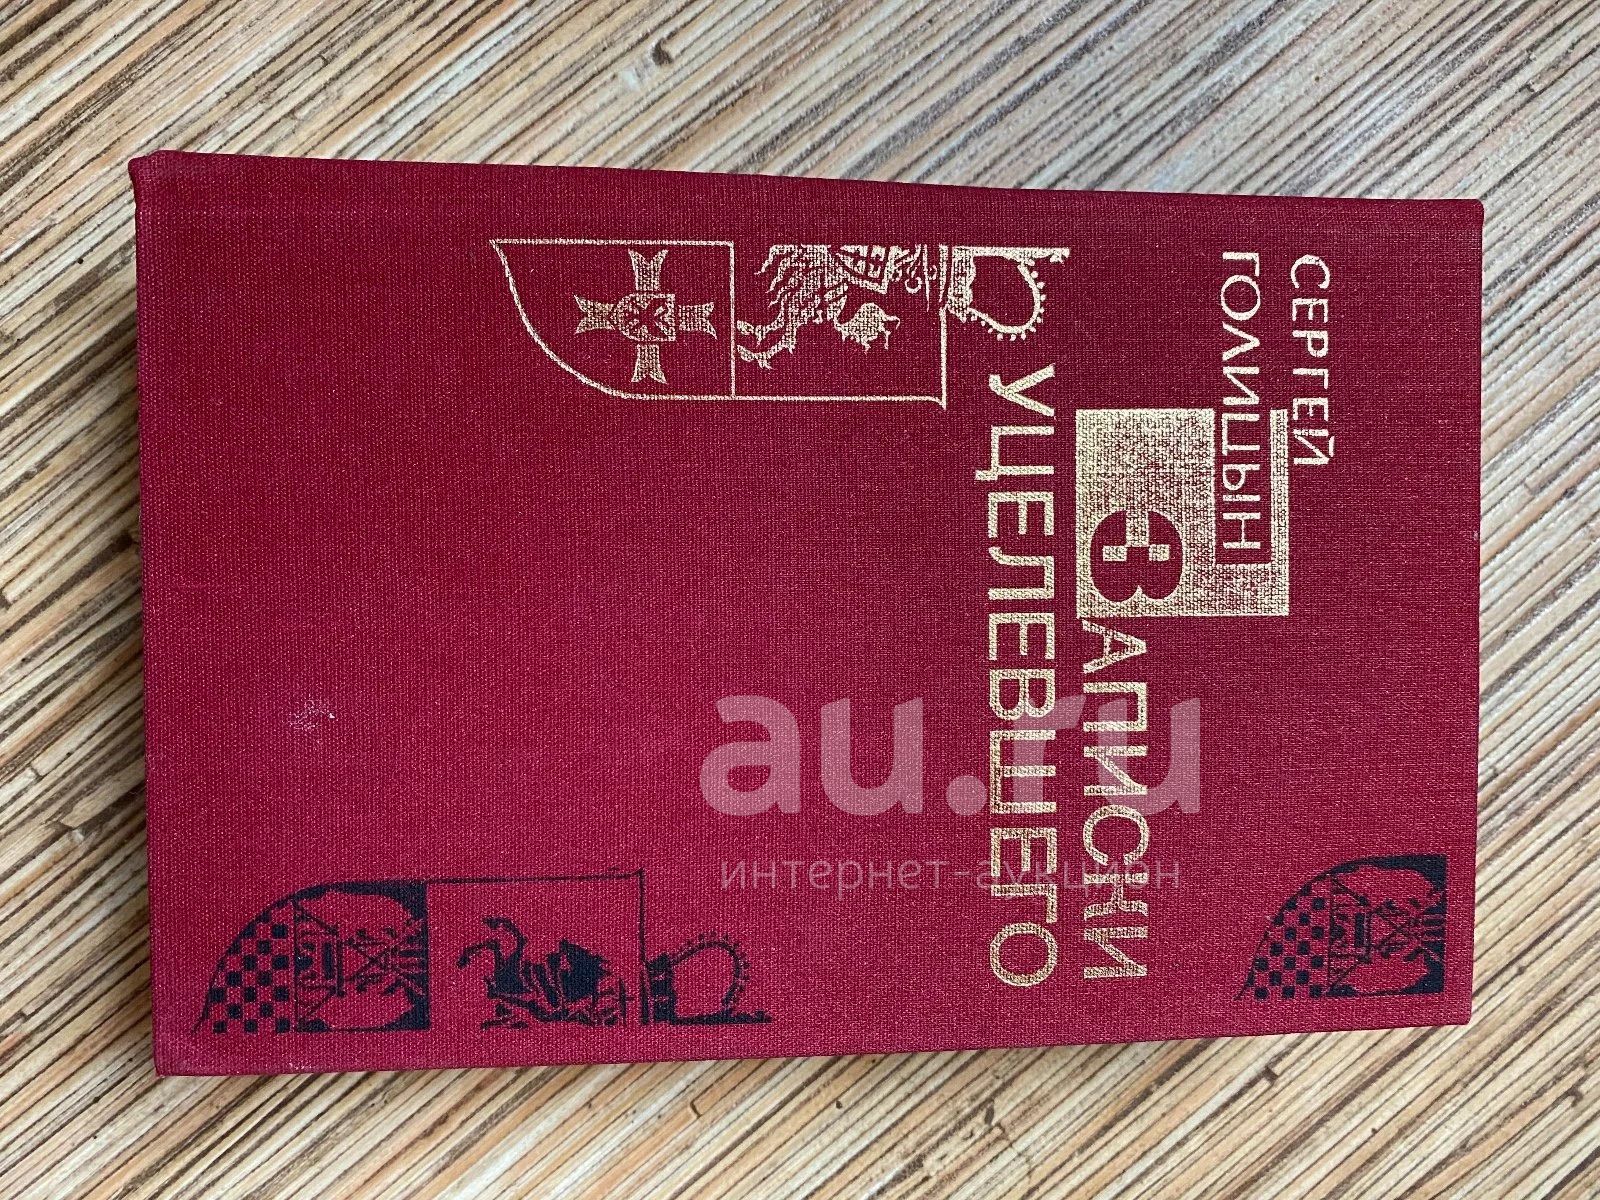 СЕРГЕЙ
ГОЛИЦЫН
ЗАПИСКИ
УЦЕЛЕВШЕГО
au.ru
интернет-аукцион